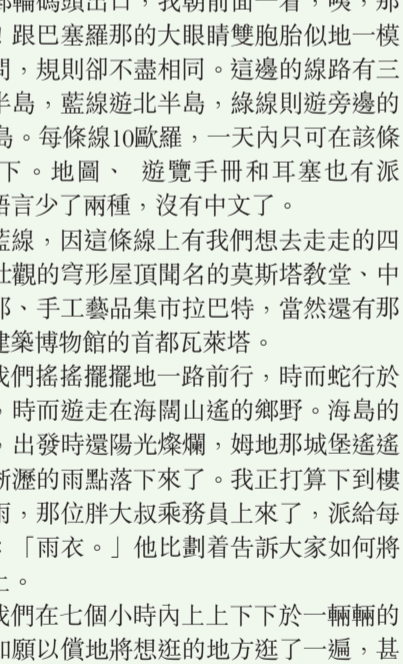 郵輪碼頭出口，我朝前面一看，咦，那
！跟巴塞羅那的大眼睛雙胞胎似地一模
問，規則卻不盡相同。這邊的線路有三
半島，藍線遊北半島，綠線則遊旁邊的
島。每條線10歐羅，一天內只可在該條
下。地圖、 遊覽手冊和耳塞也有派
語言少了兩種，沒有中文了。
藍線，因這條線上有我們想去走走的四
壯觀的穹形屋頂聞名的莫斯塔敎堂、中
那、手工藝品集市拉巴特，當然還有那
建築博物館的首都瓦萊塔。
我們搖搖擺擺地一路前行，時而蛇行於
，時而遊走在海闊山遙的鄉野。海島的
，出發時還陽光燦爛，姆地那城堡遙遙
淅瀝的雨點落下來了。我正打算下到樓
雨，那位胖大叔乘務員上來了，派給每
：「雨衣。」他比劃着告訴大家如何將
上。
我們在七個小時內上上下下於一輛輛的
如願以償地將想逛的地方逛了一遍，甚